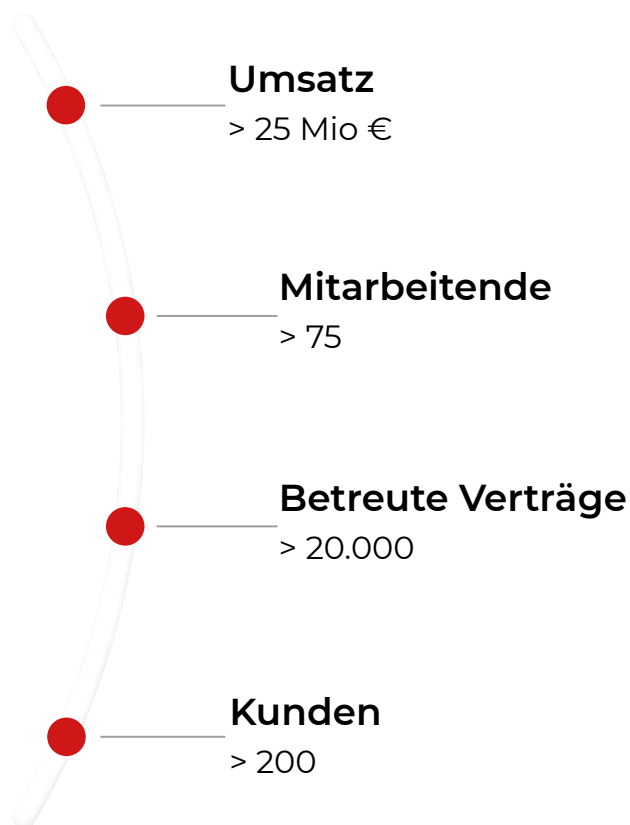 Umsatz
> 25 Mio €
Mitarbeitende
> 75
Betreute Verträge
> 20.000
Kunden
> 200